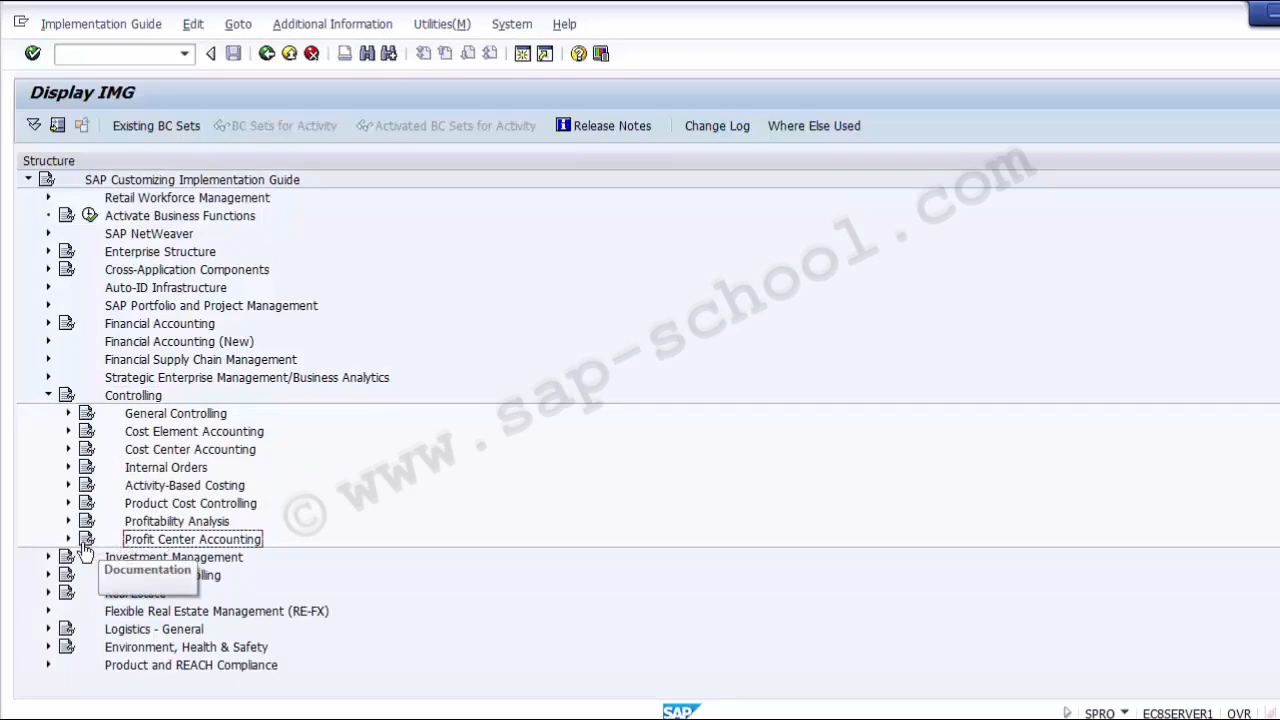 Implementation Guide Edit Goto Additional Information Utilities(M) System Help
Display IMG
Existing BC Sets BC Sets for Activity Activated BC Sets for Activity Release Notes Change Log Where Else Used
Structure
SAP Customizing Implementation Guide
Retail Workforce Management
Activate Business Functions
SAP NetWeaver
Enterprise Structure
Cross-Application Components
Auto-ID Infrastructure
SAP Portfolio and Project Management
Financial Accounting
Financial Accounting (New)
Financial Supply Chain Management
Strategic Enterprise Management/Business Analytics
Controlling
General Controlling
Cost Element Accounting
Cost Center Accounting
Internal Orders
Activity-Based Costing
Product Cost Controlling
Profitability Analysis
Profit Center Accounting
Investment Management
Documentation
Flexible Real Estate Management (RE-FX)
Logistics - General
Environment, Health & Safety
Product and REACH Compliance
© www.sap-school.com
SAP SPRO EC8SERVER1 OVR